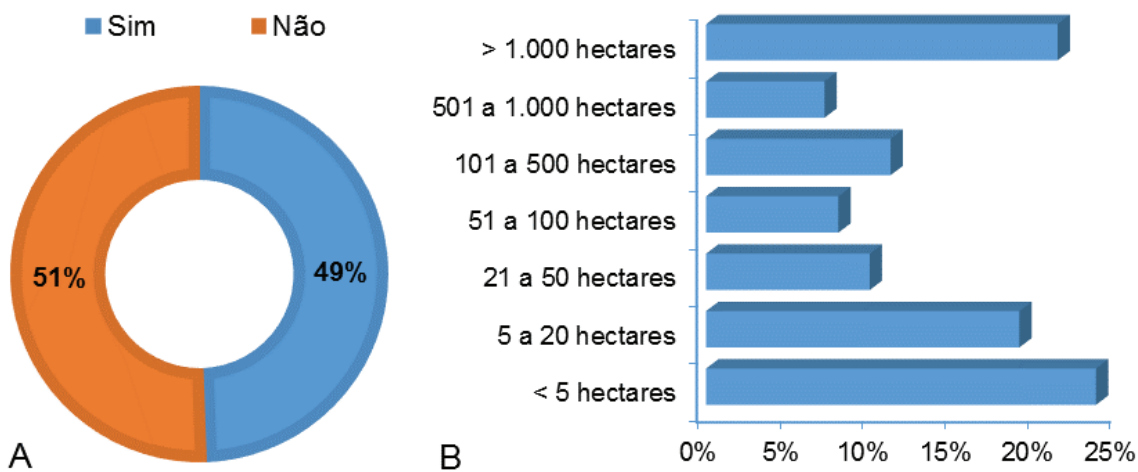 Sim Não
51% 49%
A
> 1.000 hectares
501 a 1.000 hectares
101 a 500 hectares
51 a 100 hectares
21 a 50 hectares
5 a 20 hectares
< 5 hectares
0% 5% 10% 15% 20% 25%
B